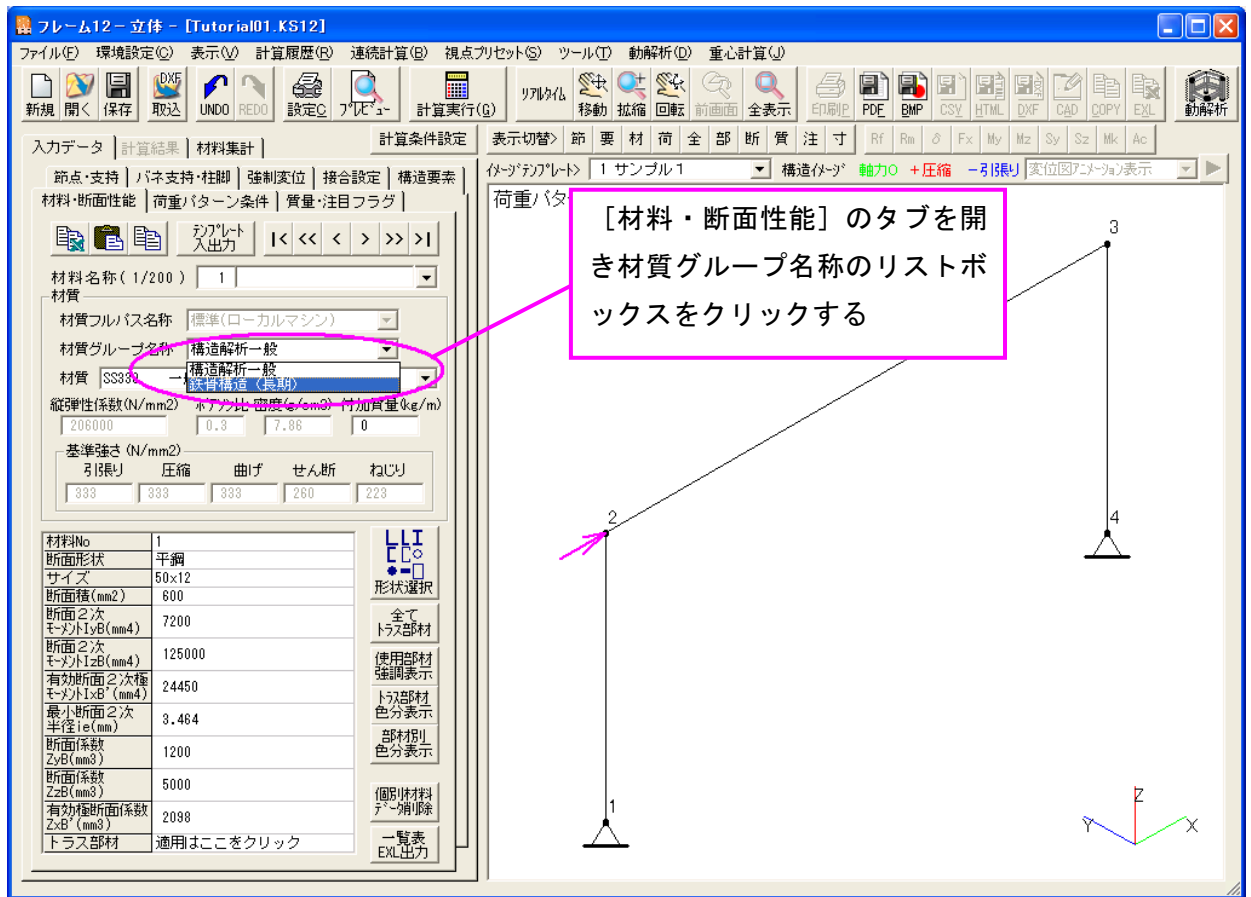 フレーム12－立体 - [Tutorial01.KS12]
ファイル(F) 環境設定(C) 表示(V) 計算履歴(R) 連続計算(B) 視点プリセット(S) ツール(T) 動解析(D) 重心計算(J)
新規 開く 保存 DXF 取込 UNDO REDO 設定C プレビュー 計算実行(G) リアルタイム 移動 拡縮 回転 前画面 全表示 印刷P PDF BMP CSV HTML DXF CAD COPY EXL 動解析
入力データ 計算結果 材料集計 計算条件設定 表示切替> 節 要 材 荷 全 部 断 質 注 寸 Rf Rm δ Fx My Mz Sy Sz Mk Ac
節点・支持 バネ支持・柱脚 強制変位 接合設定 構造要素
イメージテンプレート> 1 サンプル1 構造イメージ 軸力○ +圧縮 -引張り 変位図アニメーション表示
材料・断面性能 荷重パターン条件 質量・注目フラグ
荷重パタ
テンプレート入出力 |< << < > >> >|
［材料・断面性能］のタブを開
き材質グループ名称のリストボ
ックスをクリックする
材料名称(1/200) 1
材質
材質フルパス名称 標準(ローカルマシン)
材質グループ名称 構造解析一般
構造解析一般
鉄骨構造（長期）
材質 SS330
縦弾性係数(N/mm2) ポアソン比 密度(g/cm3) 付加質量(kg/m)
206000 0.3 7.86 0
基準強さ(N/mm2)
引張り 圧縮 曲げ せん断 ねじり
333 333 333 260 223
材料No 1
断面形状 平鋼
サイズ 50×12
断面積(mm2) 600
断面２次モーメントIyB(mm4) 7200
断面２次モーメントIzB(mm4) 125000
有効断面２次極モーメントIxB'(mm4) 24450
最小断面２次半径ie(mm) 3.464
断面係数ZyB(mm3) 1200
断面係数ZzB(mm3) 5000
有効極断面係数ZxB'(mm3) 2098
トラス部材 適用はここをクリック
形状選択
全てトラス部材
使用部材強調表示
トラス部材色分表示
部材別色分表示
個別材料データ削除
一覧表EXL出力
3
2
4
1
Z
Y
X